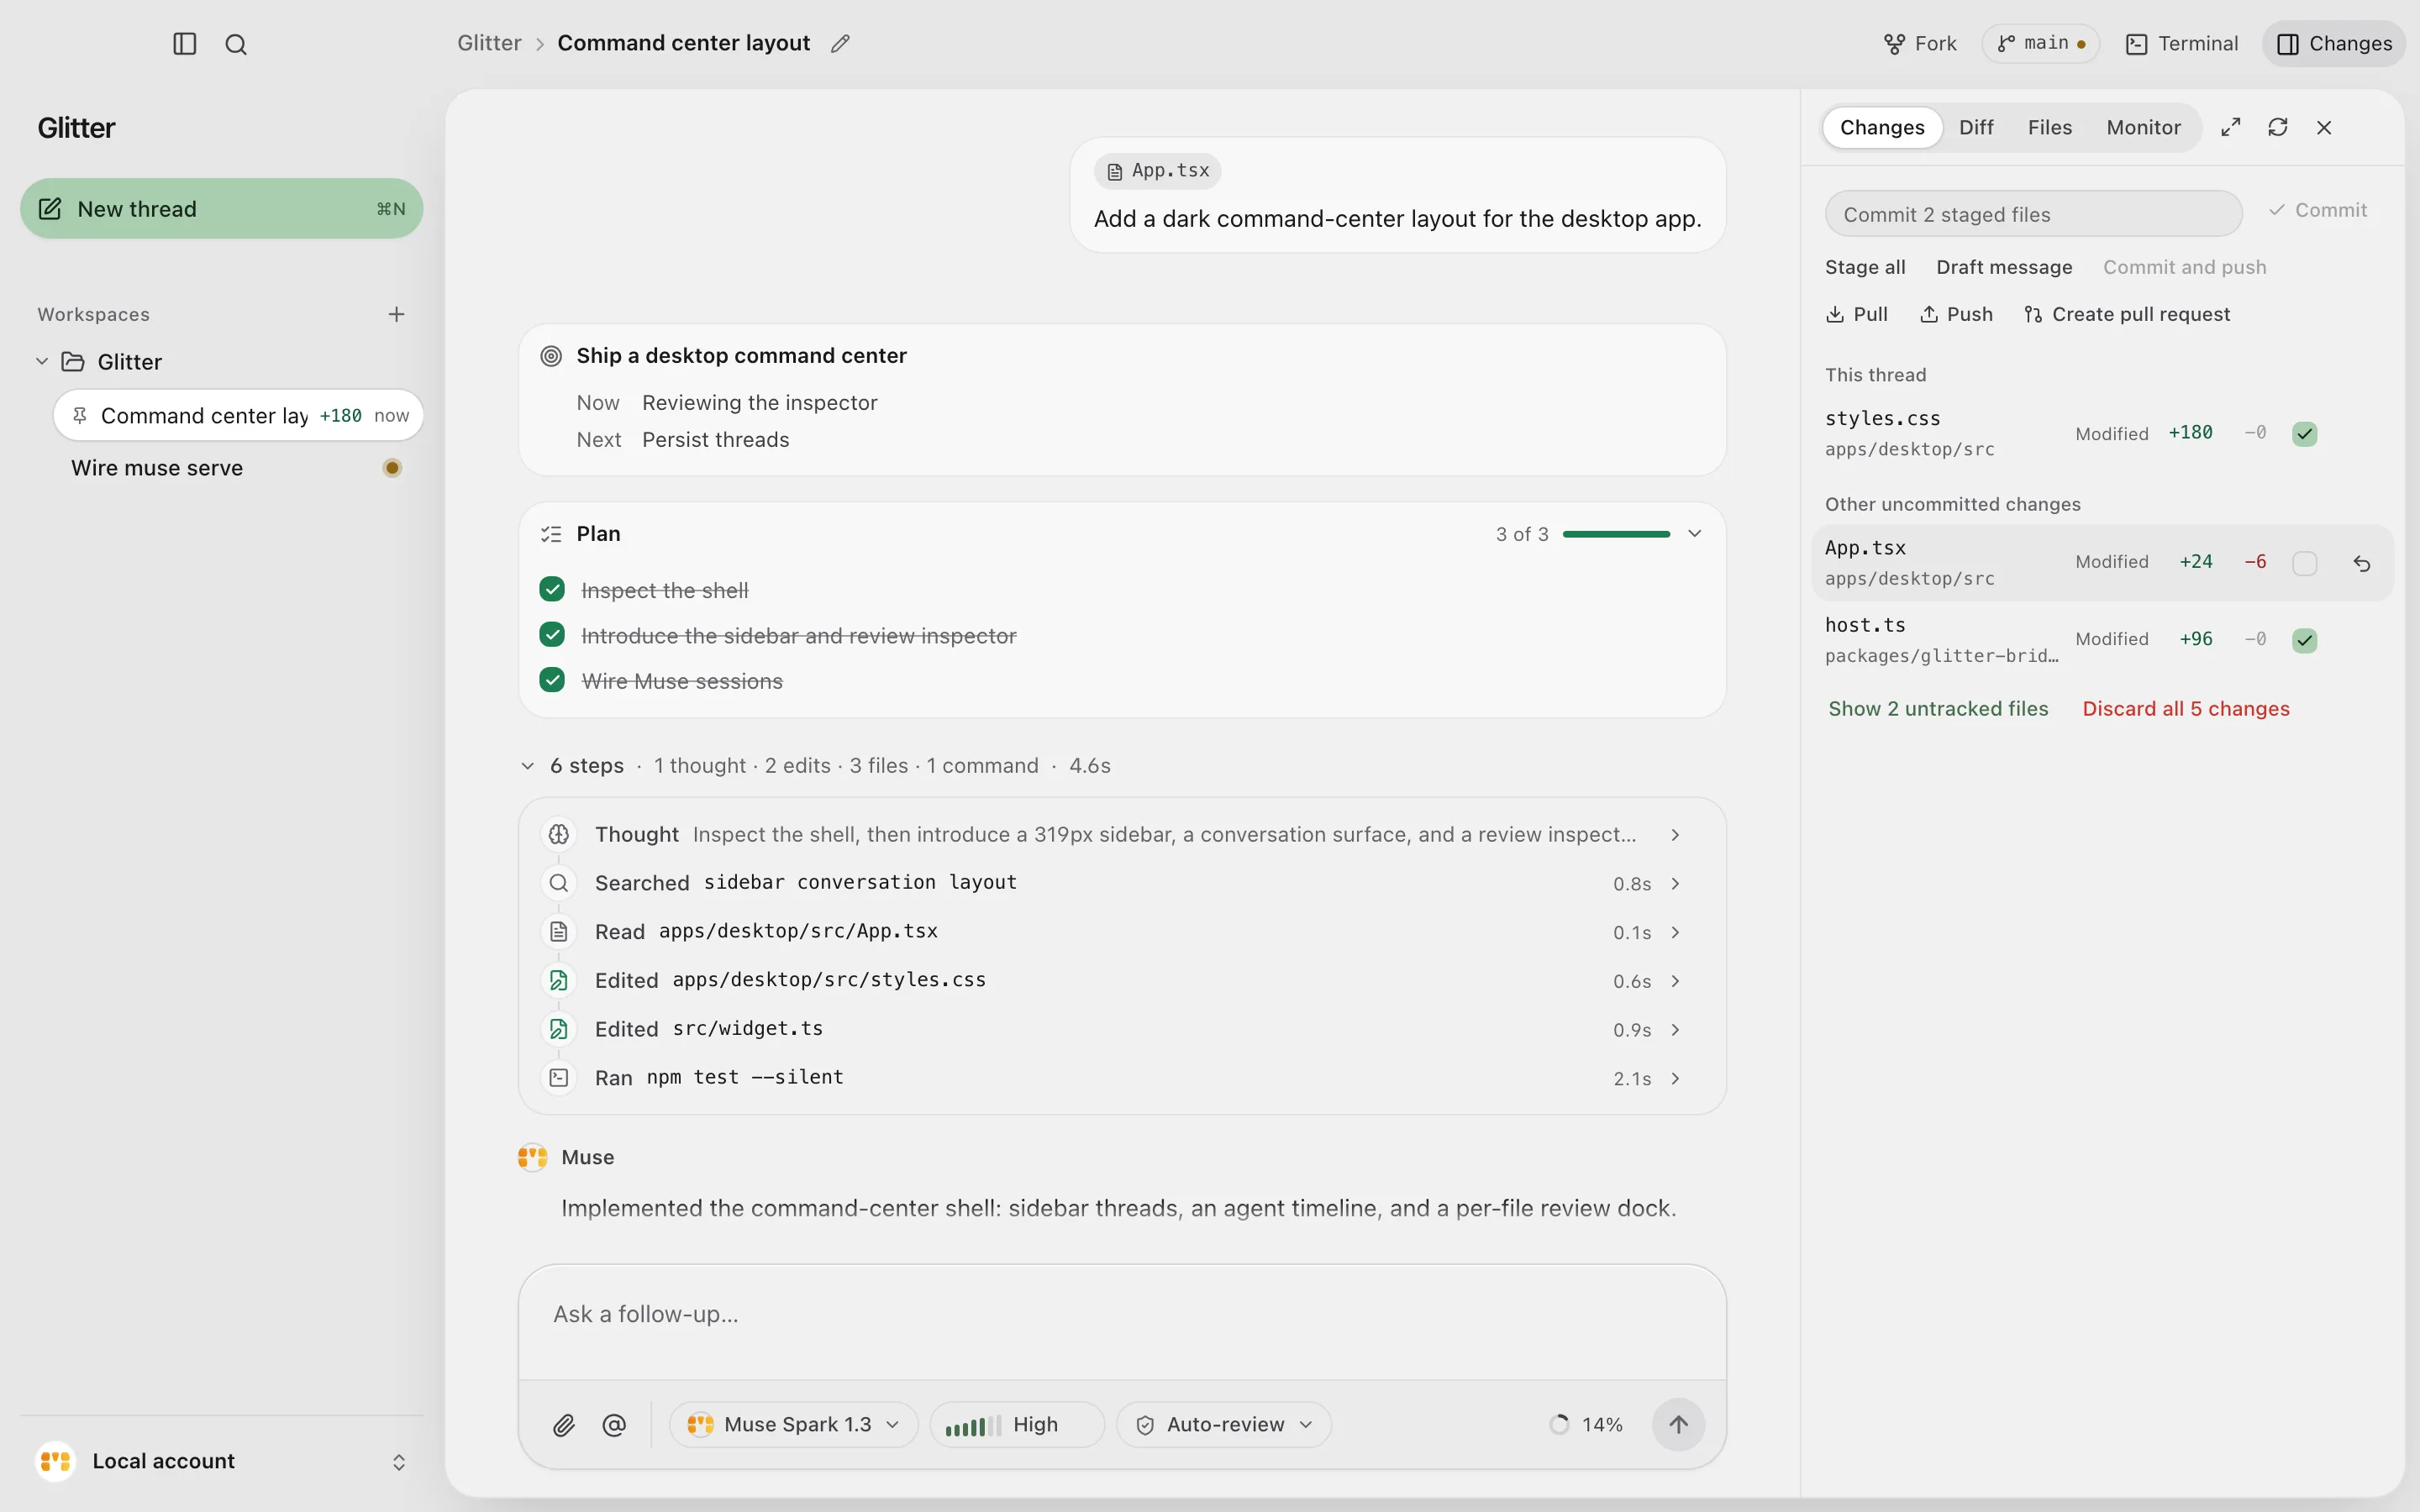 Glitter
New thread ⌘N
Workspaces
Glitter
Command center lay +180 now
Wire muse serve
Local account
Glitter › Command center layout
Fork main Terminal Changes
App.tsx
Add a dark command-center layout for the desktop app.
Ship a desktop command center
Now Reviewing the inspector
Next Persist threads
Plan 3 of 3
Inspect the shell
Introduce the sidebar and review inspector
Wire Muse sessions
6 steps · 1 thought · 2 edits · 3 files · 1 command · 4.6s
Thought Inspect the shell, then introduce a 319px sidebar, a conversation surface, and a review inspect...
Searched sidebar conversation layout 0.8s
Read apps/desktop/src/App.tsx 0.1s
Edited apps/desktop/src/styles.css 0.6s
Edited src/widget.ts 0.9s
Ran npm test --silent 2.1s
Muse
Implemented the command-center shell: sidebar threads, an agent timeline, and a per-file review dock.
Ask a follow-up...
Muse Spark 1.3 High Auto-review 14%
Changes Diff Files Monitor
Commit 2 staged files Commit
Stage all Draft message Commit and push
Pull Push Create pull request
This thread
styles.css
apps/desktop/src Modified +180 −0
Other uncommitted changes
App.tsx
apps/desktop/src Modified +24 −6
host.ts
packages/glitter-brid… Modified +96 −0
Show 2 untracked files Discard all 5 changes